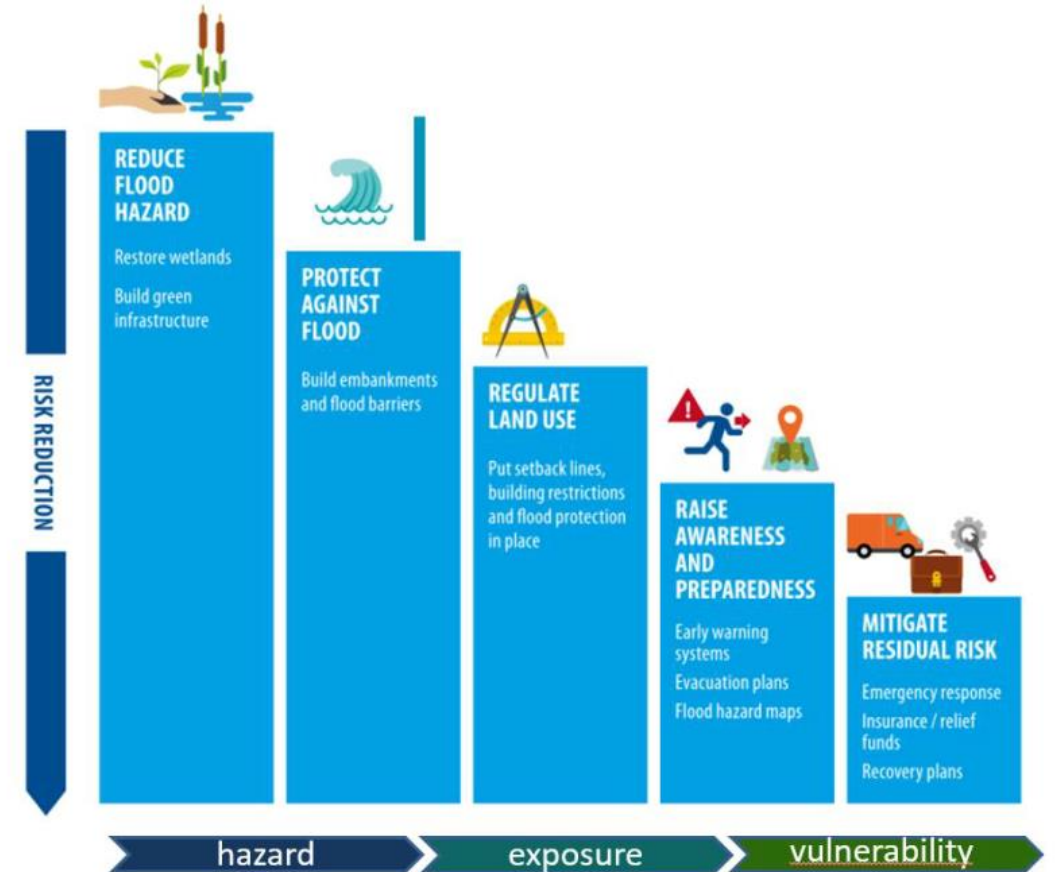 REDUCE
FLOOD
HAZARD
Restore wetlands
Build green
infrastructure
PROTECT
AGAINST
FLOOD
Build embankments
and flood barriers
REGULATE
LAND USE
Put setback lines,
building restrictions
and flood protection
in place
!
RAISE
AWARENESS
AND
PREPAREDNESS
Early warning
systems
Evacuation plans
Flood hazard maps
MITIGATE
RESIDUAL RISK
Emergency response
Insurance / relief
funds
Recovery plans
RISK REDUCTION
hazard
exposure
vulnerability